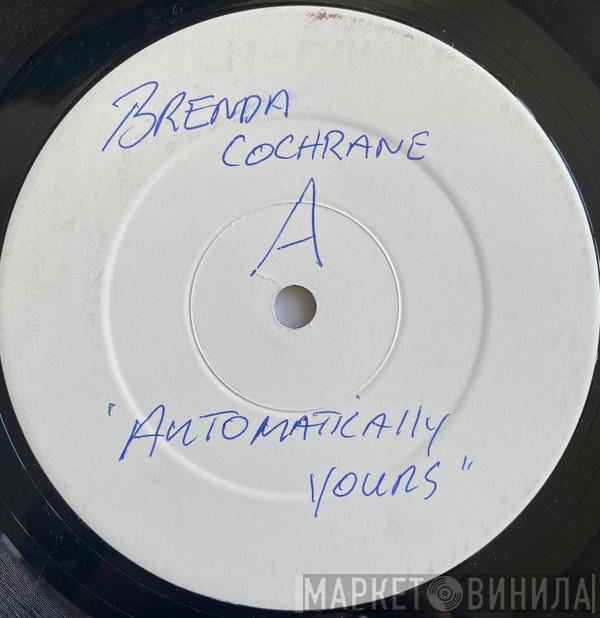 BRENDA
COCHRANE
A
"AUTOMATICAlly
yOURS"
МАРКЕТ ВИНИЛА